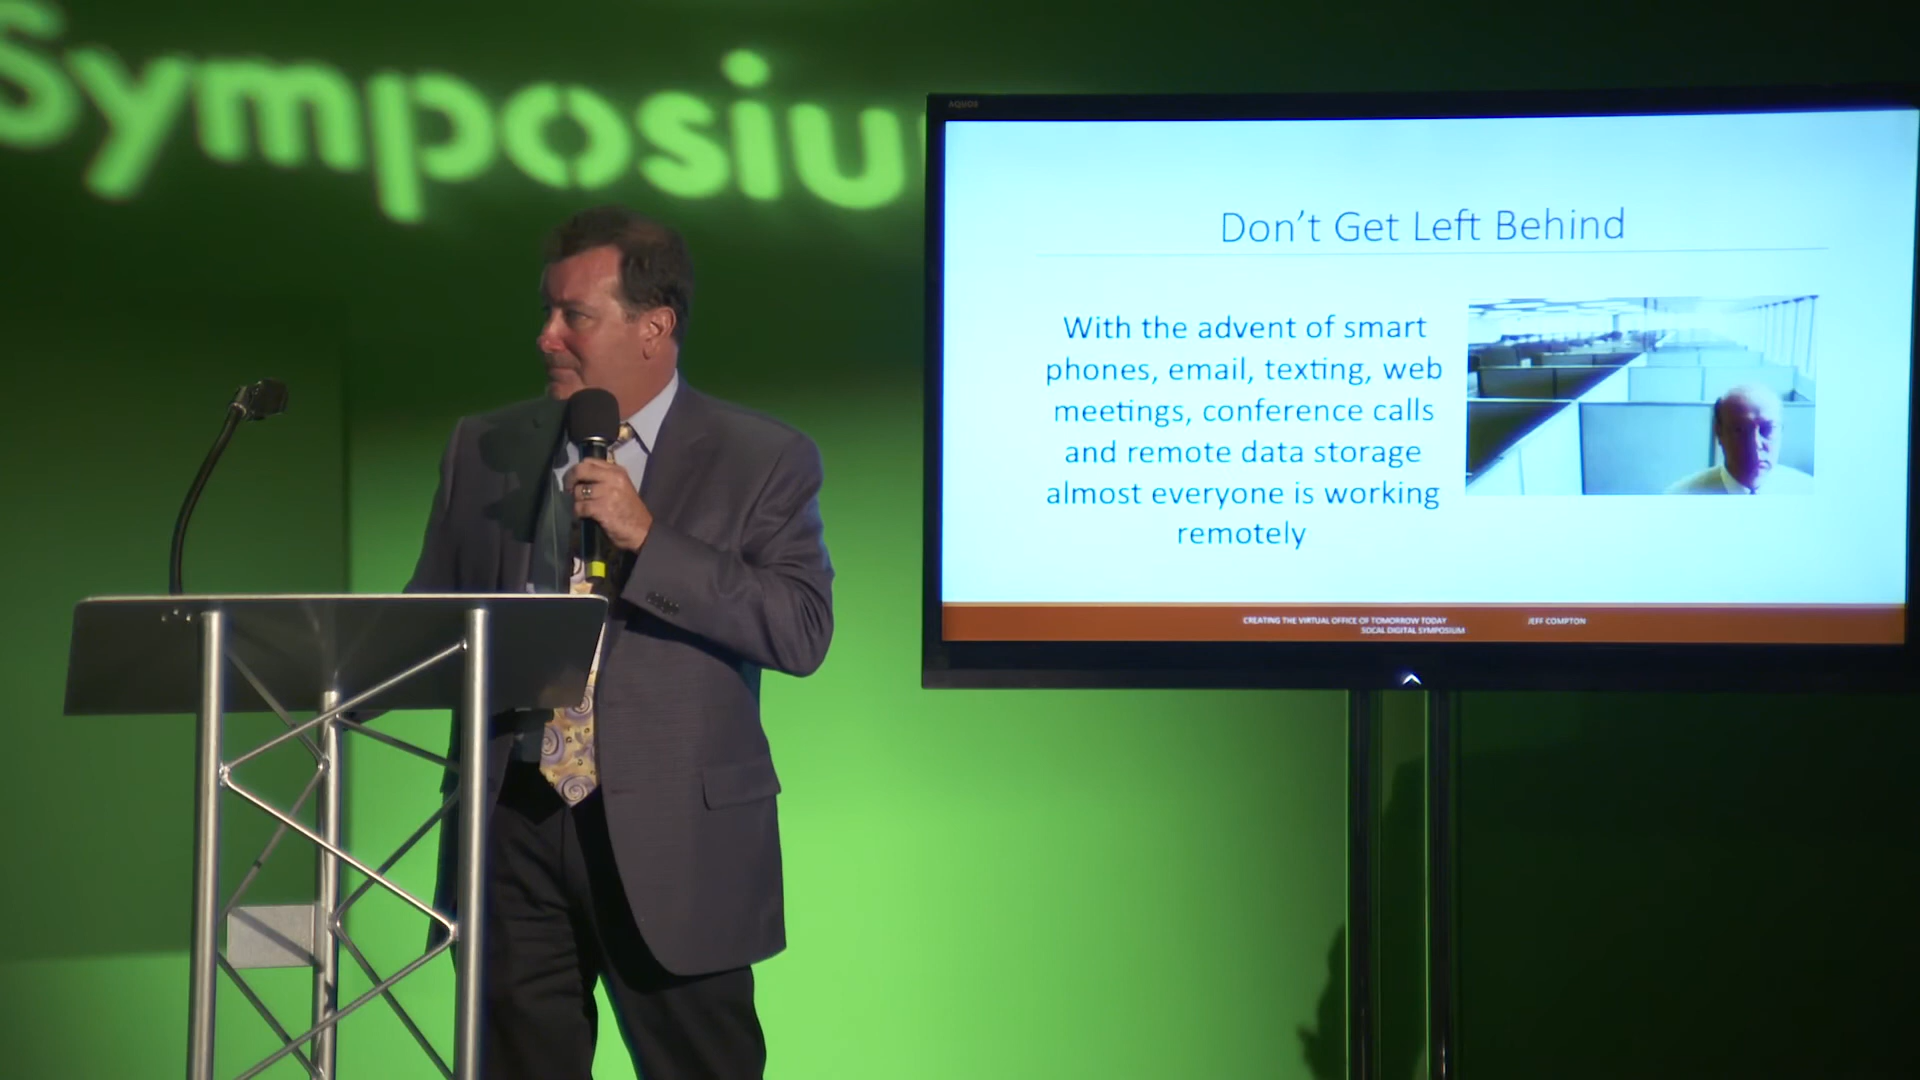 Symposiu
AQUOS
Don't Get Left Behind
With the advent of smart
phones, email, texting, web
meetings, conference calls
and remote data storage
almost everyone is working
remotely
CREATING THE VIRTUAL OFFICE OF TOMORROW TODAY
SOCAL DIGITAL SYMPOSIUM
JEFF COMPTON